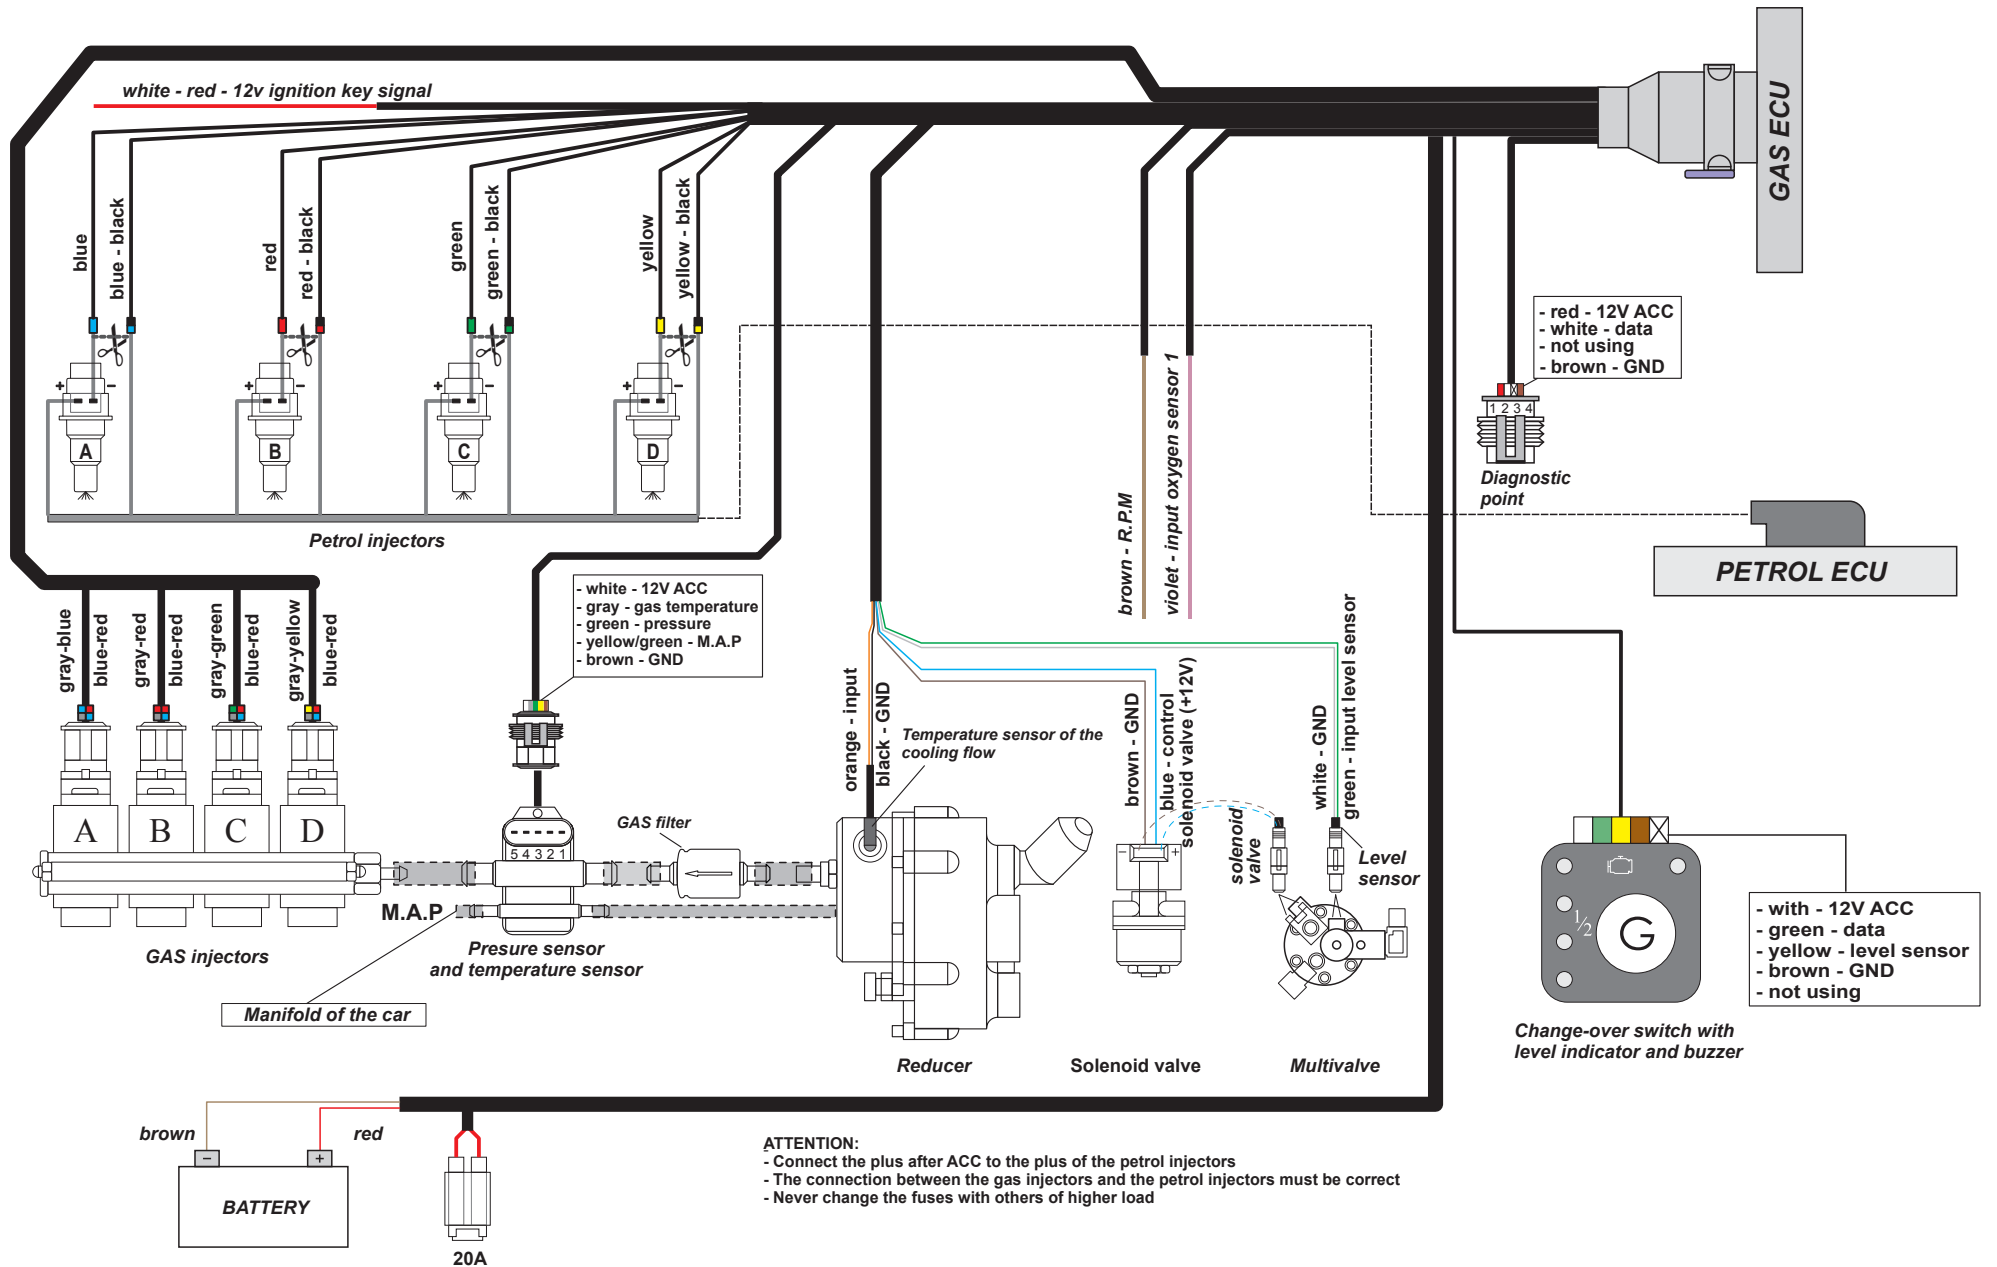 white - red - 12v ignition key signal
GAS ECU
blue
blue - black
red
red - black
green
green - black
yellow
yellow - black
- red - 12V ACC
- white - data
- not using
- brown - GND
1 2 3 4
Diagnostic
point
+ −
A
+ −
B
+ −
C
+ −
D
Petrol injectors
brown - R.P.M
violet - input oxygen sensor 1
PETROL ECU
- white - 12V ACC
- gray - gas temperature
- green - pressure
- yellow/green - M.A.P
- brown - GND
gray-blue
blue-red
gray-red
blue-red
gray-green
blue-red
gray-yellow
blue-red
orange - input
black - GND
Temperature sensor of the
cooling flow
brown - GND
blue - control
solenoid valve (+12V)
white - GND
green - input level sensor
A
B
C
D
5 4 3 2 1
GAS filter
− +
solenoid
valve
Level
sensor
M.A.P
GAS injectors
Presure sensor
and temperature sensor
Manifold of the car
1/2
G
- with - 12V ACC
- green - data
- yellow - level sensor
- brown - GND
- not using
Change-over switch with
level indicator and buzzer
Reducer
Solenoid valve
Multivalve
brown
red
−
+
BATTERY
20A
ATTENTION:
- Connect the plus after ACC to the plus of the petrol injectors
- The connection between the gas injectors and the petrol injectors must be correct
- Never change the fuses with others of higher load